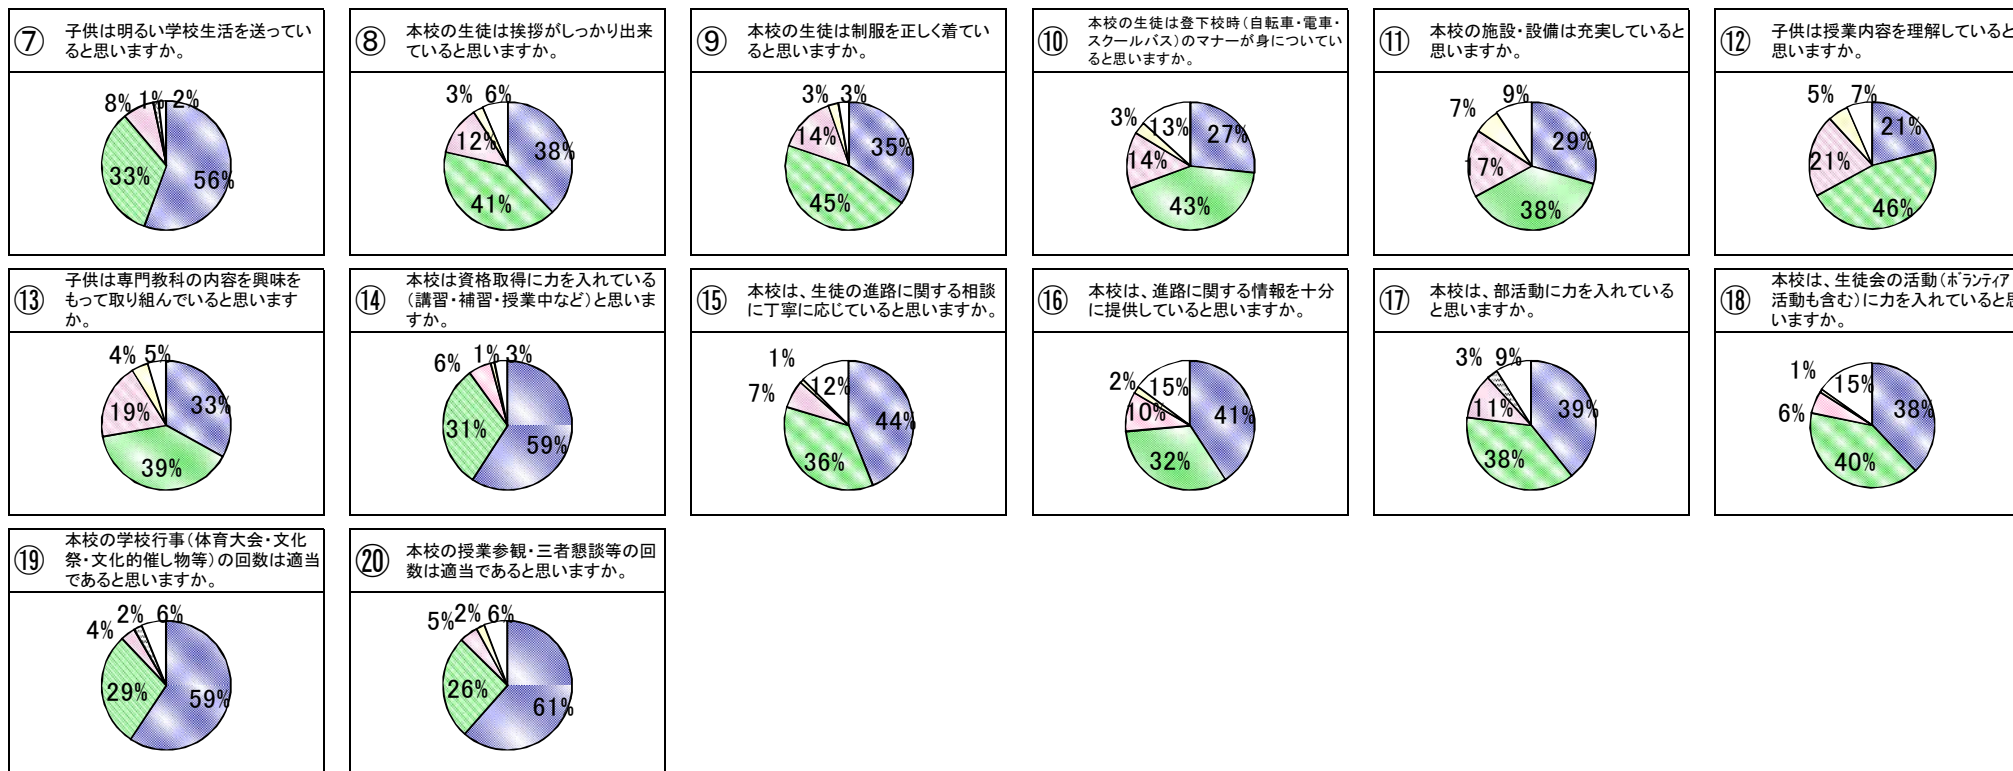 ⑦
子供は明るい学校生活を送ってい
ると思いますか。
8% 1% 2%
33%
56%
⑧
本校の生徒は挨拶がしっかり出来
ていると思いますか。
3% 6%
12%
38%
41%
⑨
本校の生徒は制服を正しく着てい
ると思いますか。
3% 3%
14%
35%
45%
⑩
本校の生徒は登下校時(自転車・電車・
スクールバス)のマナーが身についてい
ると思いますか。
3%
13%
27%
14%
43%
⑪
本校の施設・設備は充実していると
思いますか。
7% 9%
29%
17%
38%
⑫
子供は授業内容を理解していると
思いますか。
5% 7%
21%
21%
46%
⑬
子供は専門教科の内容を興味を
もって取り組んでいると思います
か。
4% 5%
33%
19%
39%
⑭
本校は資格取得に力を入れている
(講習・補習・授業中など)と思いま
すか。
6% 1% 3%
31%
59%
⑮
本校は、生徒の進路に関する相談
に丁寧に応じていると思いますか。
1%
7%
12%
44%
36%
⑯
本校は、進路に関する情報を十分
に提供していると思いますか。
2%
15%
10%
41%
32%
⑰
本校は、部活動に力を入れている
と思いますか。
3% 9%
11%
39%
38%
⑱
本校は、生徒会の活動(ボランティア
活動も含む)に力を入れていると思
いますか。
1%
15%
6%
38%
40%
⑲
本校の学校行事(体育大会・文化
祭・文化的催し物等)の回数は適当
であると思いますか。
4% 2% 6%
29%
59%
⑳
本校の授業参観・三者懇談等の回
数は適当であると思いますか。
5% 2% 6%
26%
61%